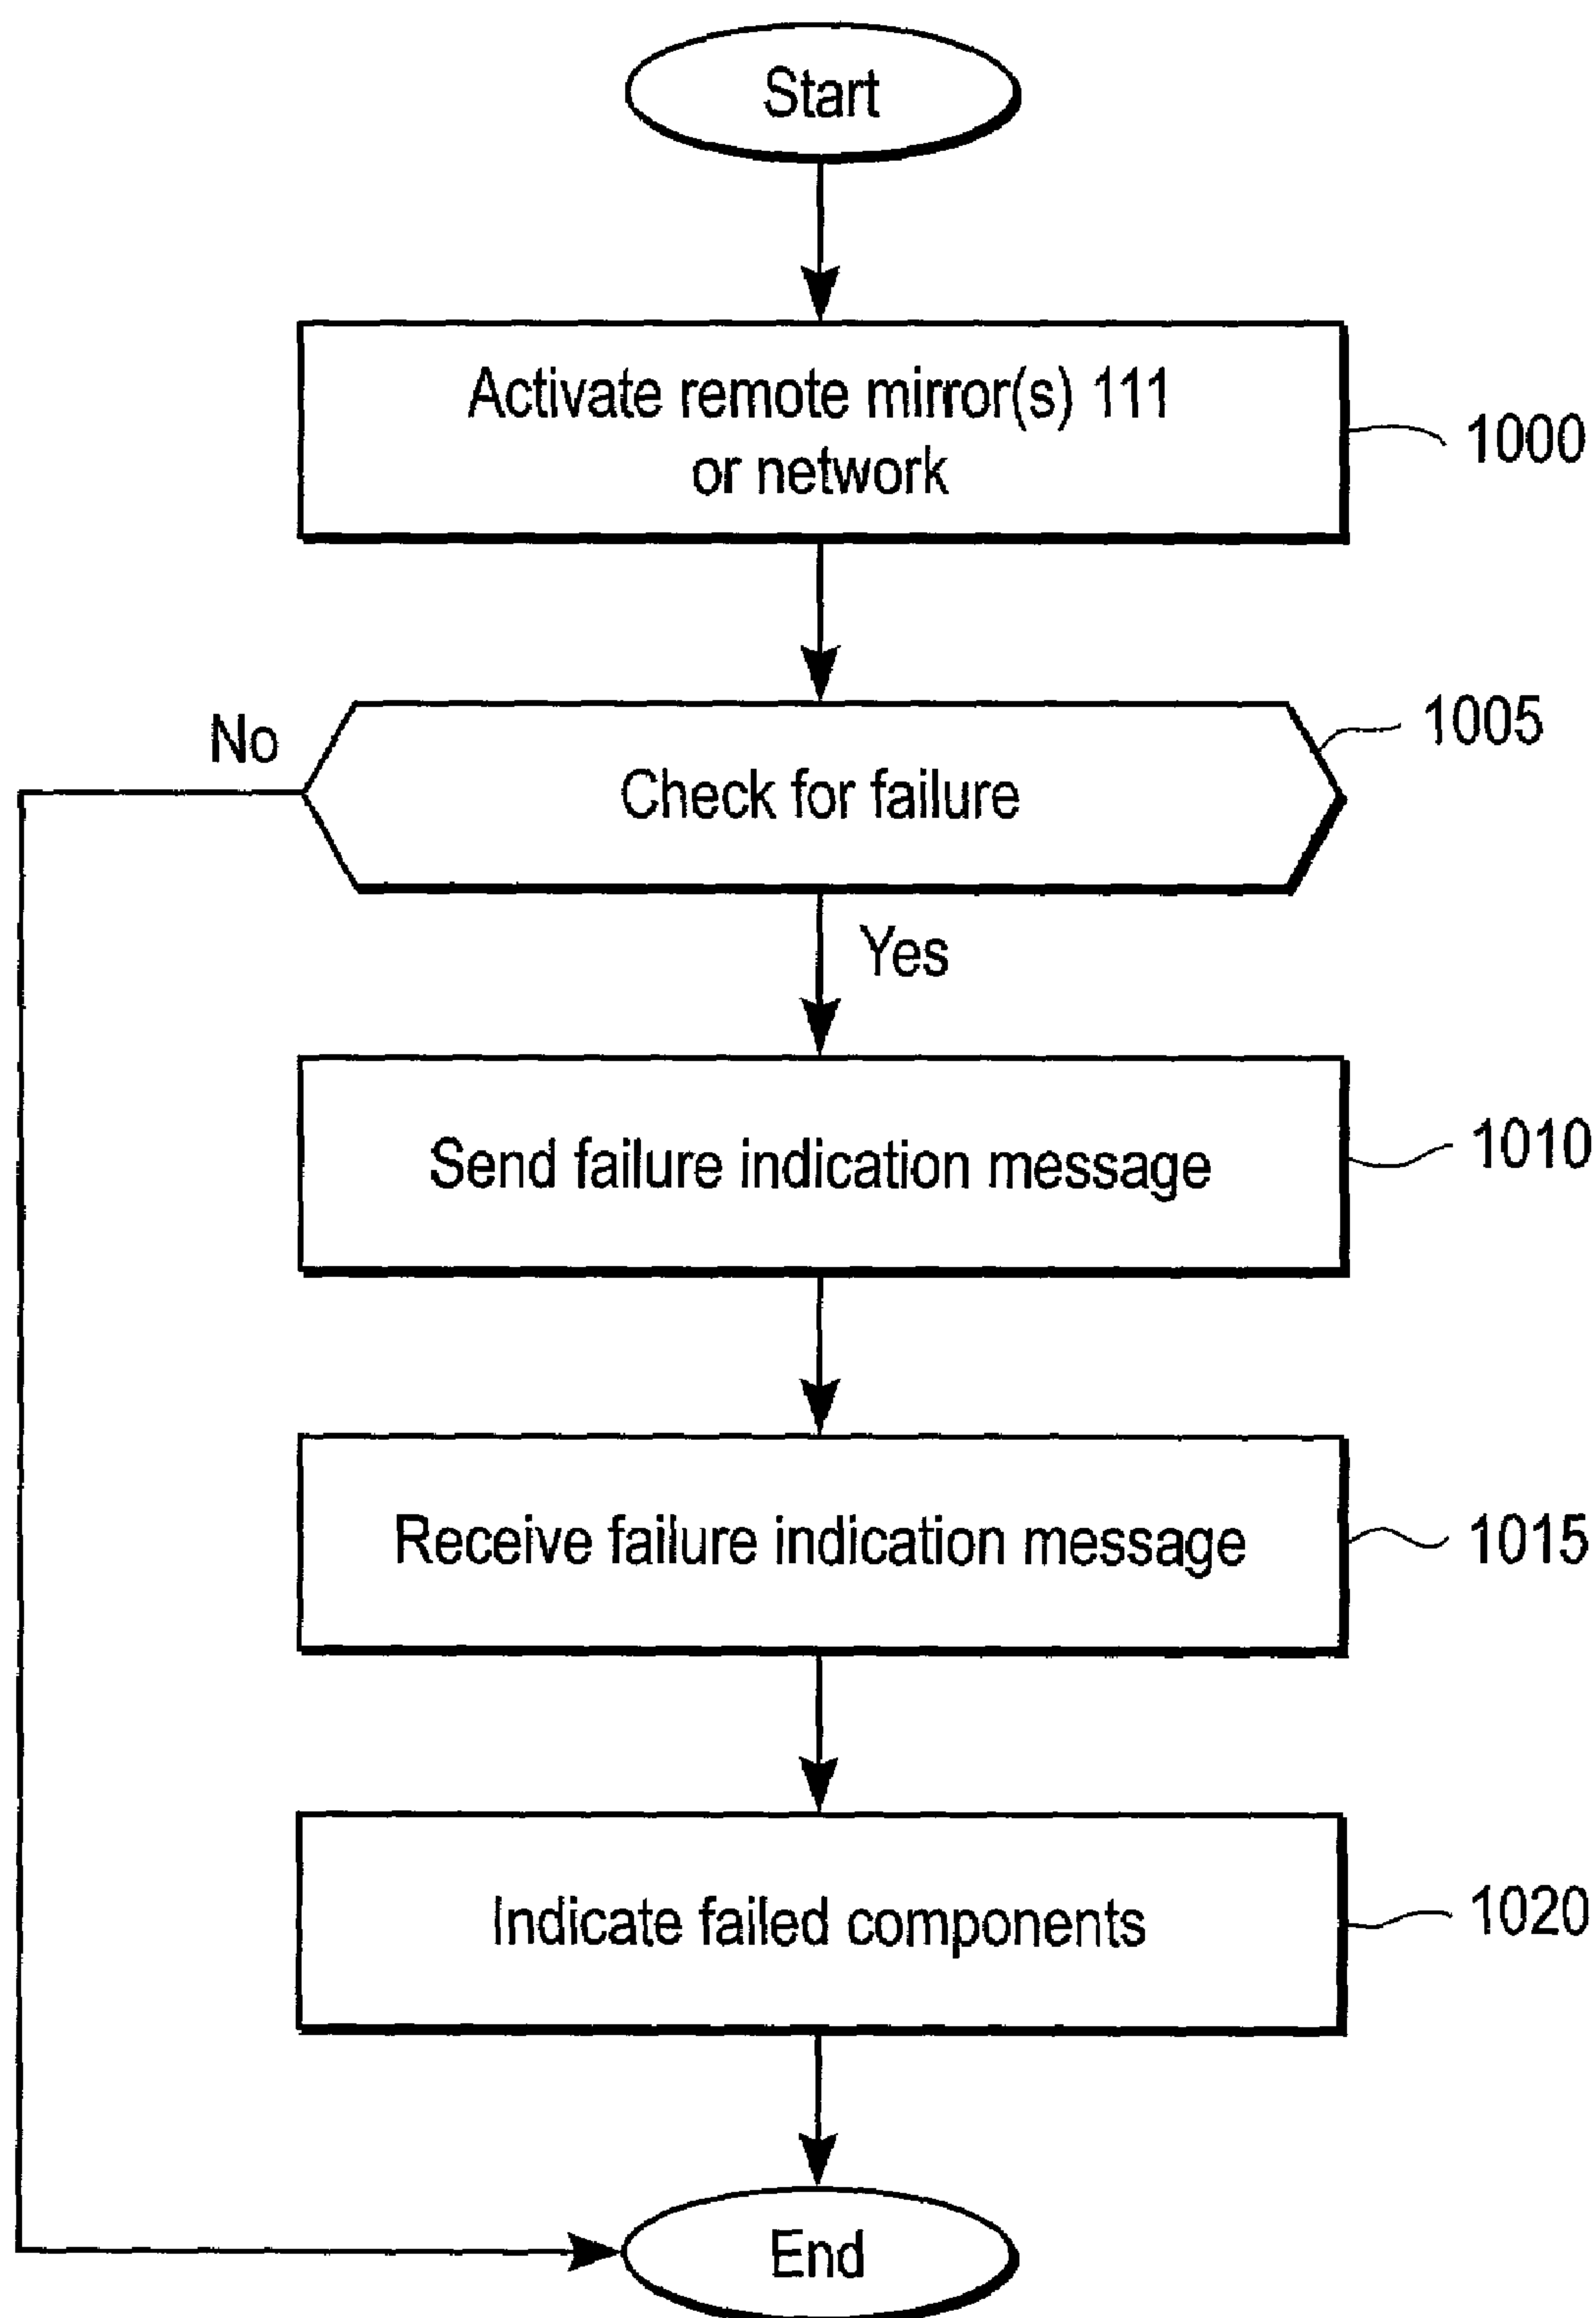 Start
Activate remote mirror(s) 111
or network
1000
No
Check for failure
1005
Yes
Send failure indication message
1010
Receive failure indication message
1015
Indicate failed components
1020
End